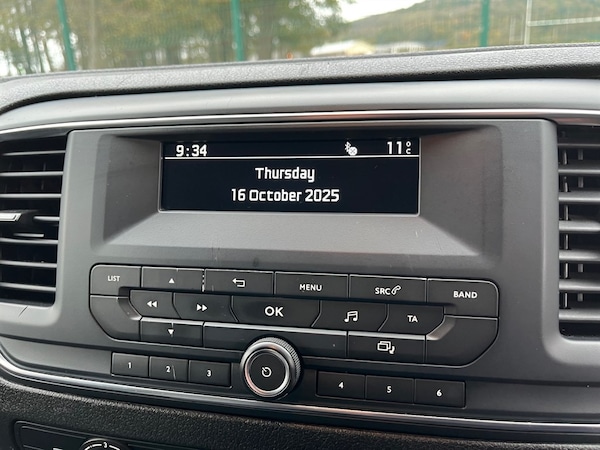 9:34 11°C
Thursday
16 October 2025
LIST MENU SRC BAND
OK TA
1 2 3
4 5 6
3